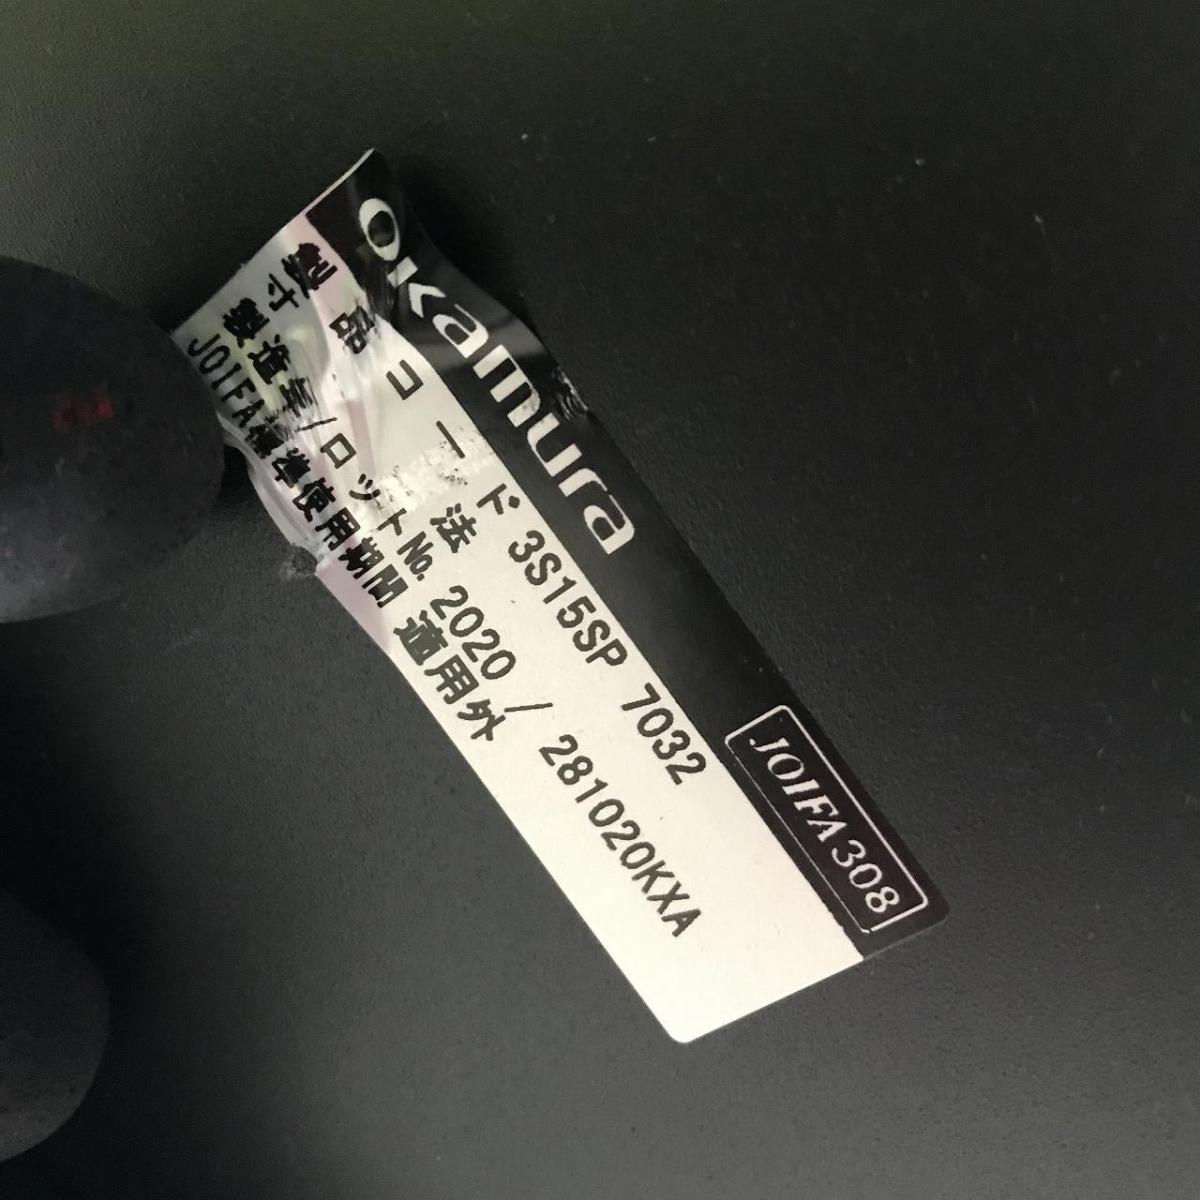 okamura
JOIFA308
製品コード 3S15SP 7032
寸法
製造年/ロットNo. 2020 / 281020KXA
JOIFA標準使用期間 適用外